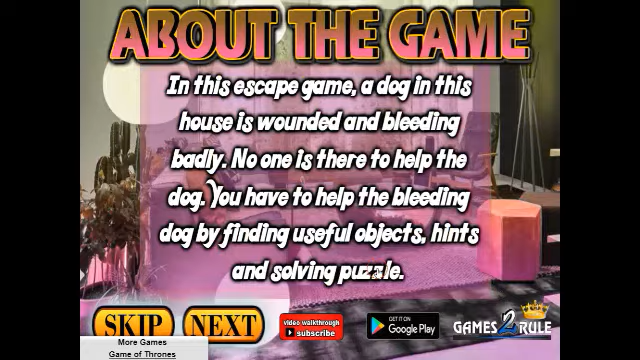 ABOUT THE GAME
In this escape game, a dog in this
house is wounded and bleeding
badly. No one is there to help the
dog. You have to help the bleeding
dog by finding useful objects, hints
and solving puzzle.
SKIP
NEXT
video walkthrough
subscribe
GET IT ON
Google Play
GAMES2RULE
More Games
Game of Thrones